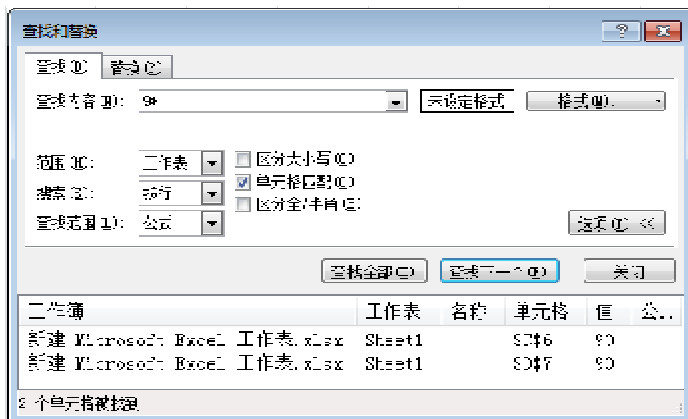 查找和替换
查找(D) 替换(P)
查找内容(N): 9* 未设定格式 格式(M)...
范围(H): 工作表 区分大小写(C)
搜索(S): 按行 单元格匹配(O)
查找范围(L): 公式 区分全/半角(B)
选项(T) <<
查找全部(I) 查找下一个(F) 关闭
工作簿 工作表 名称 单元格 值 公..
新建 Microsoft Excel 工作表.xlsx Sheet1 $D$6 90
新建 Microsoft Excel 工作表.xlsx Sheet1 $D$7 90
2 个单元格被找到